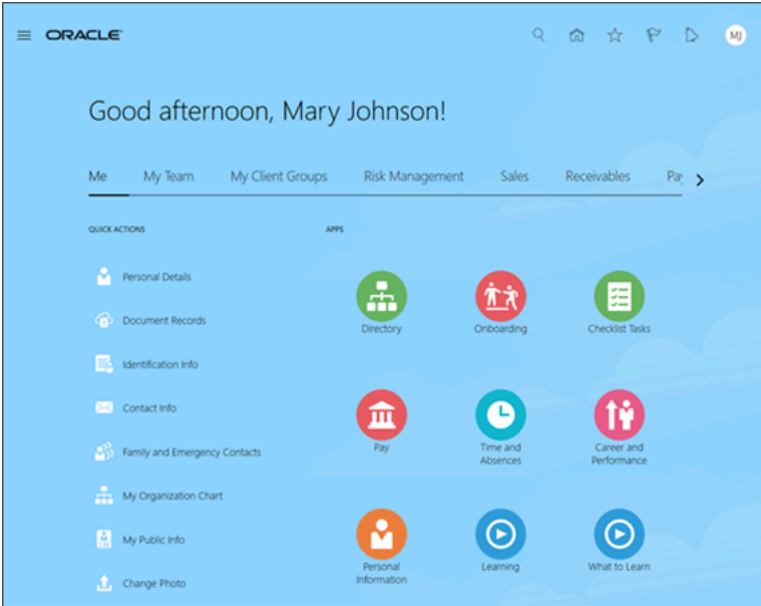 ORACLE
MJ
Good afternoon, Mary Johnson!
Me My Team My Client Groups Risk Management Sales Receivables
QUICK ACTIONS
APPS
Personal Details
Document Records
Identification Info
Contact Info
Family and Emergency Contacts
My Organization Chart
My Public Info
Change Photo
Directory
Onboarding
Checklist Tasks
Pay
Time and
Absences
Career and
Performance
Personal
Information
Learning
What to Learn